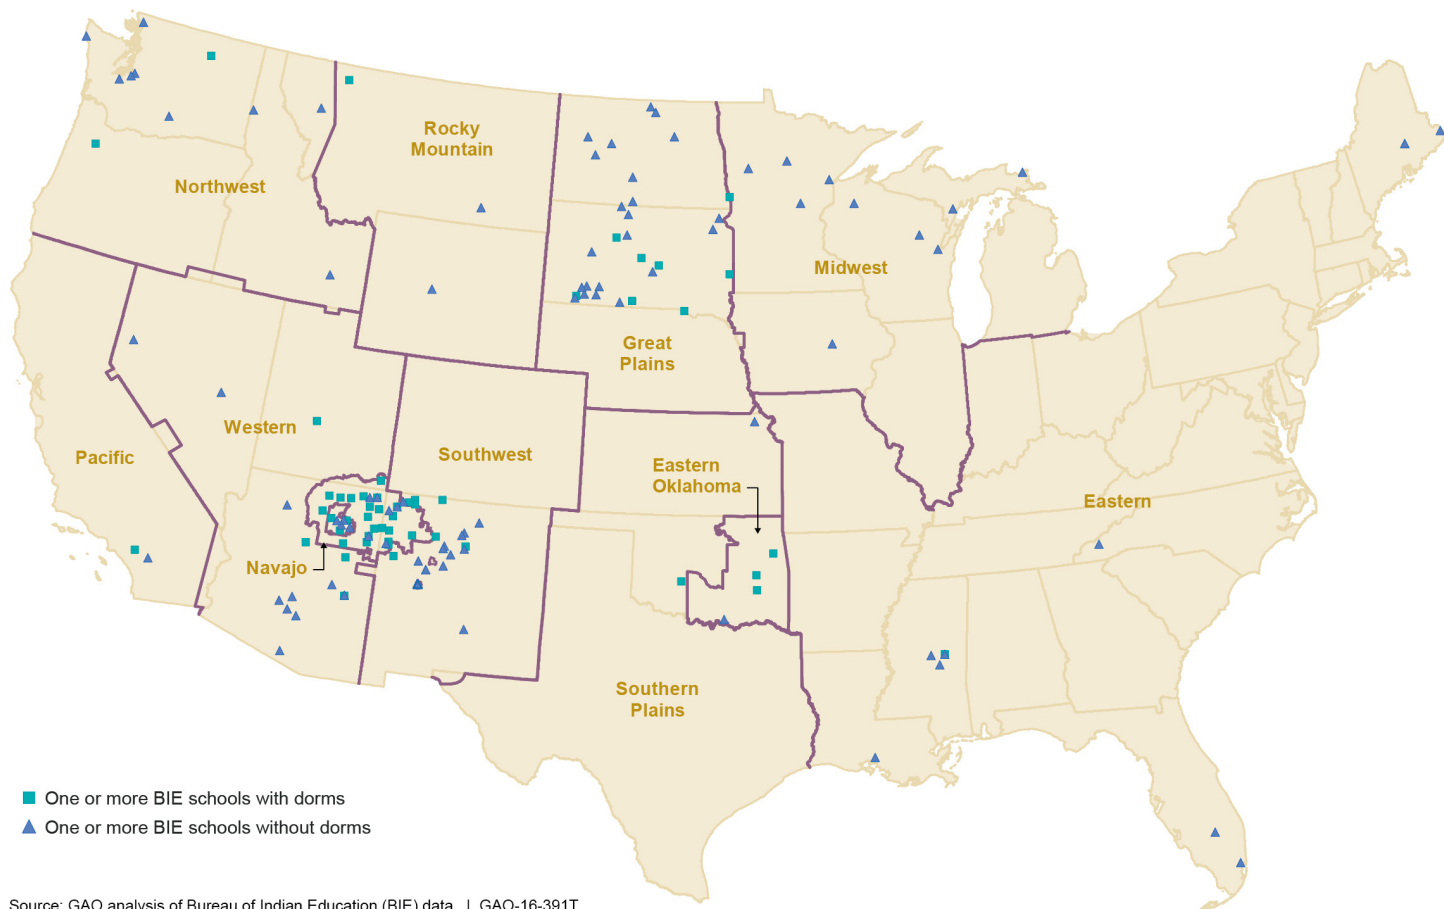 Rocky
Mountain
Northwest
Midwest
Great
Plains
Western
Southwest
Pacific
Eastern
Oklahoma
Eastern
Navajo
Southern
Plains
One or more BIE schools with dorms
One or more BIE schools without dorms
Source: GAO analysis of Bureau of Indian Education (BIE) data. | GAO-16-391T